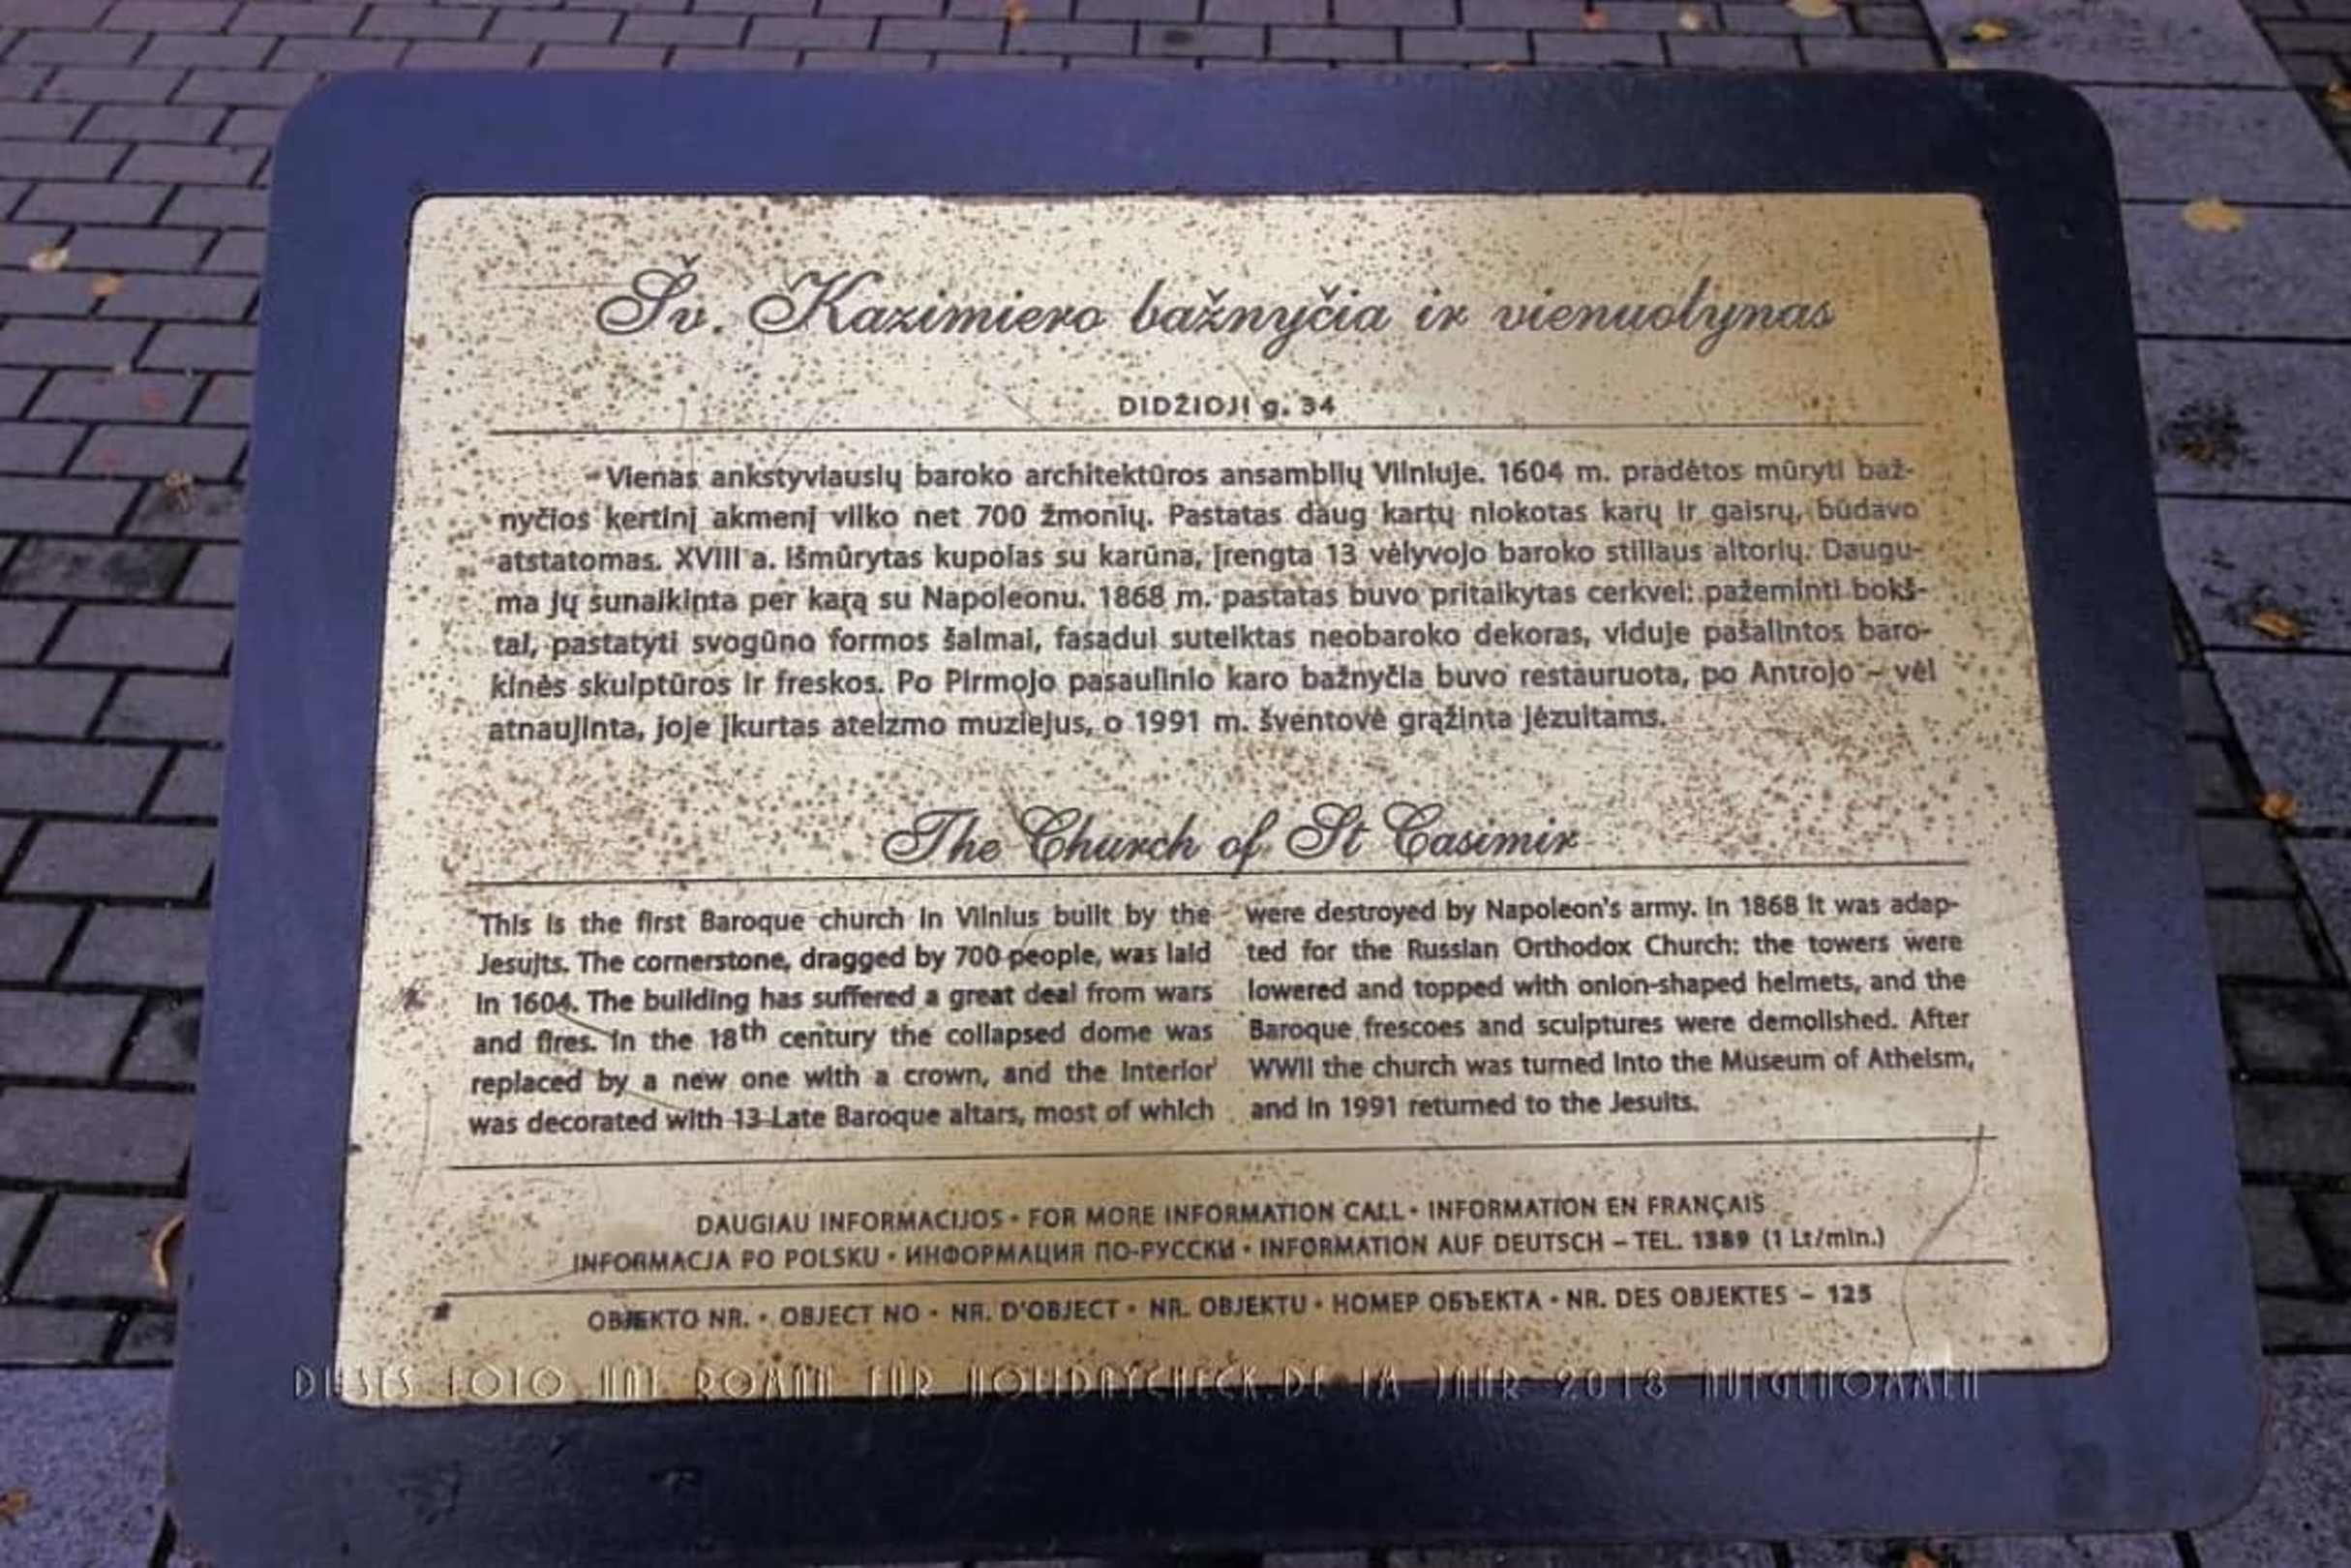 Šv. Kazimiero bažnyčia ir vienuolynas
DIDŽIOJI g. 34
Vienas ankstyviausių baroko architektūros ansamblių Vilniuje. 1604 m. pradėtos mūryti baž-
nyčios kertinį akmenį vilko net 700 žmonių. Pastatas daug kartų niokotas karų ir gaisrų, būdavo
atstatomas. XVIII a. išmūrytas kupolas su karūna, įrengta 13 vėlyvojo baroko stiliaus altorių. Daugu-
ma jų sunaikinta per karą su Napoleonu. 1868 m. pastatas buvo pritaikytas cerkvei: pažeminti bokš-
tai, pastatyti svogūno formos šalmai, fasadui suteiktas neobaroko dekoras, viduje pašalintos baro-
kinės skulptūros ir freskos. Po Pirmojo pasaulinio karo bažnyčia buvo restauruota, po Antrojo – vėl
atnaujinta, joje įkurtas ateizmo muziejus, o 1991 m. šventovė grąžinta jėzuitams.
The Church of St Casimir
This is the first Baroque church in Vilnius built by the
Jesuits. The cornerstone, dragged by 700 people, was laid
in 1604. The building has suffered a great deal from wars
and fires. In the 18th century the collapsed dome was
replaced by a new one with a crown, and the interior
was decorated with 13 Late Baroque altars, most of which
were destroyed by Napoleon's army. In 1868 it was adap-
ted for the Russian Orthodox Church: the towers were
lowered and topped with onion-shaped helmets, and the
Baroque frescoes and sculptures were demolished. After
WWII the church was turned into the Museum of Atheism,
and in 1991 returned to the Jesuits.
DAUGIAU INFORMACIJOS • FOR MORE INFORMATION CALL • INFORMATION EN FRANÇAIS
INFORMACJA PO POLSKU • ИНФОРМАЦИЯ ПО-РУССКИ • INFORMATION AUF DEUTSCH – TEL. 1389 (1 Lt/min.)
OBJEKTO NR. • OBJECT NO • NR. D'OBJECT • NR. OBJEKTU • НОМЕР ОБЪЕКТА • NR. DES OBJEKTES – 125
DIESES FOTO HAT ROMAN FÜR HOLIDAYCHECK.DE IM JAHR 2018 AUFGENOMMEN